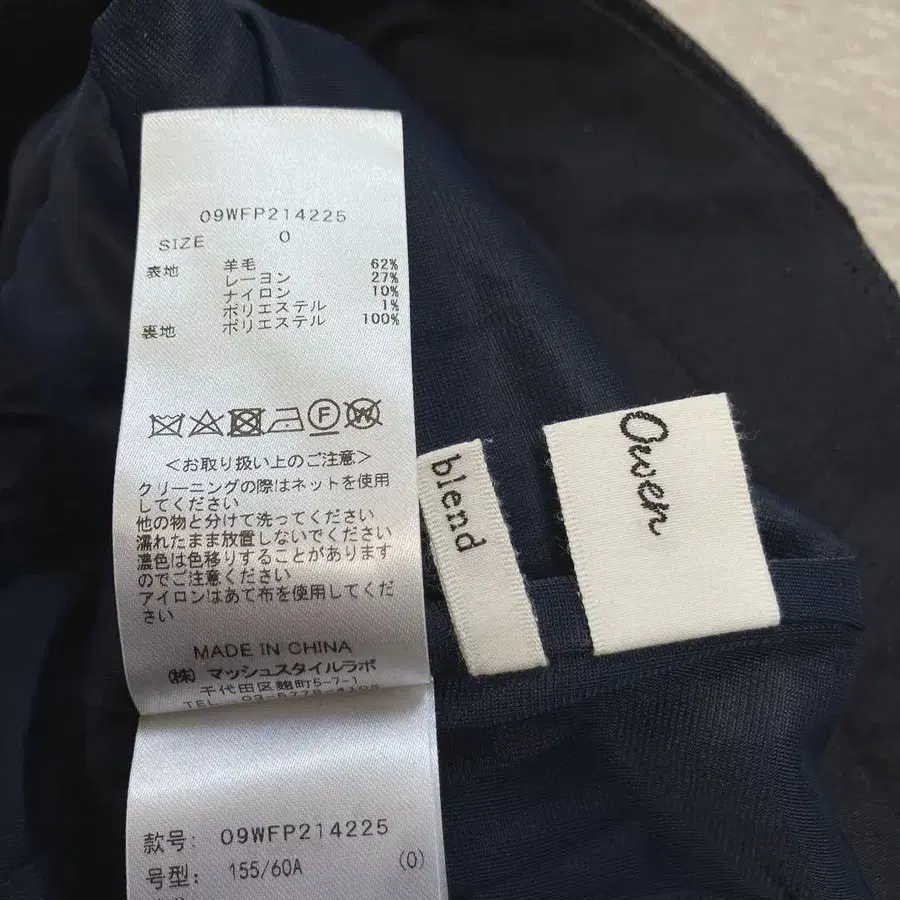 09WFP214225
SIZE 0
表地 羊毛 62%
レーヨン 27%
ナイロン 10%
ポリエステル 1%
裏地 ポリエステル 100%
F W
<お取り扱い上のご注意>
クリーニングの際はネットを使用
してください
他の物と分けて洗ってください
濡れたまま放置しないでください
濃色は色移りすることがあります
のでご注意ください
アイロンはあて布を使用してくだ
さい
MADE IN CHINA
(株) マッシュスタイルラボ
千代田区麹町5-7-1
TEL
款号: 09WFP214225
号型: 155/60A (0)
blend
Owen